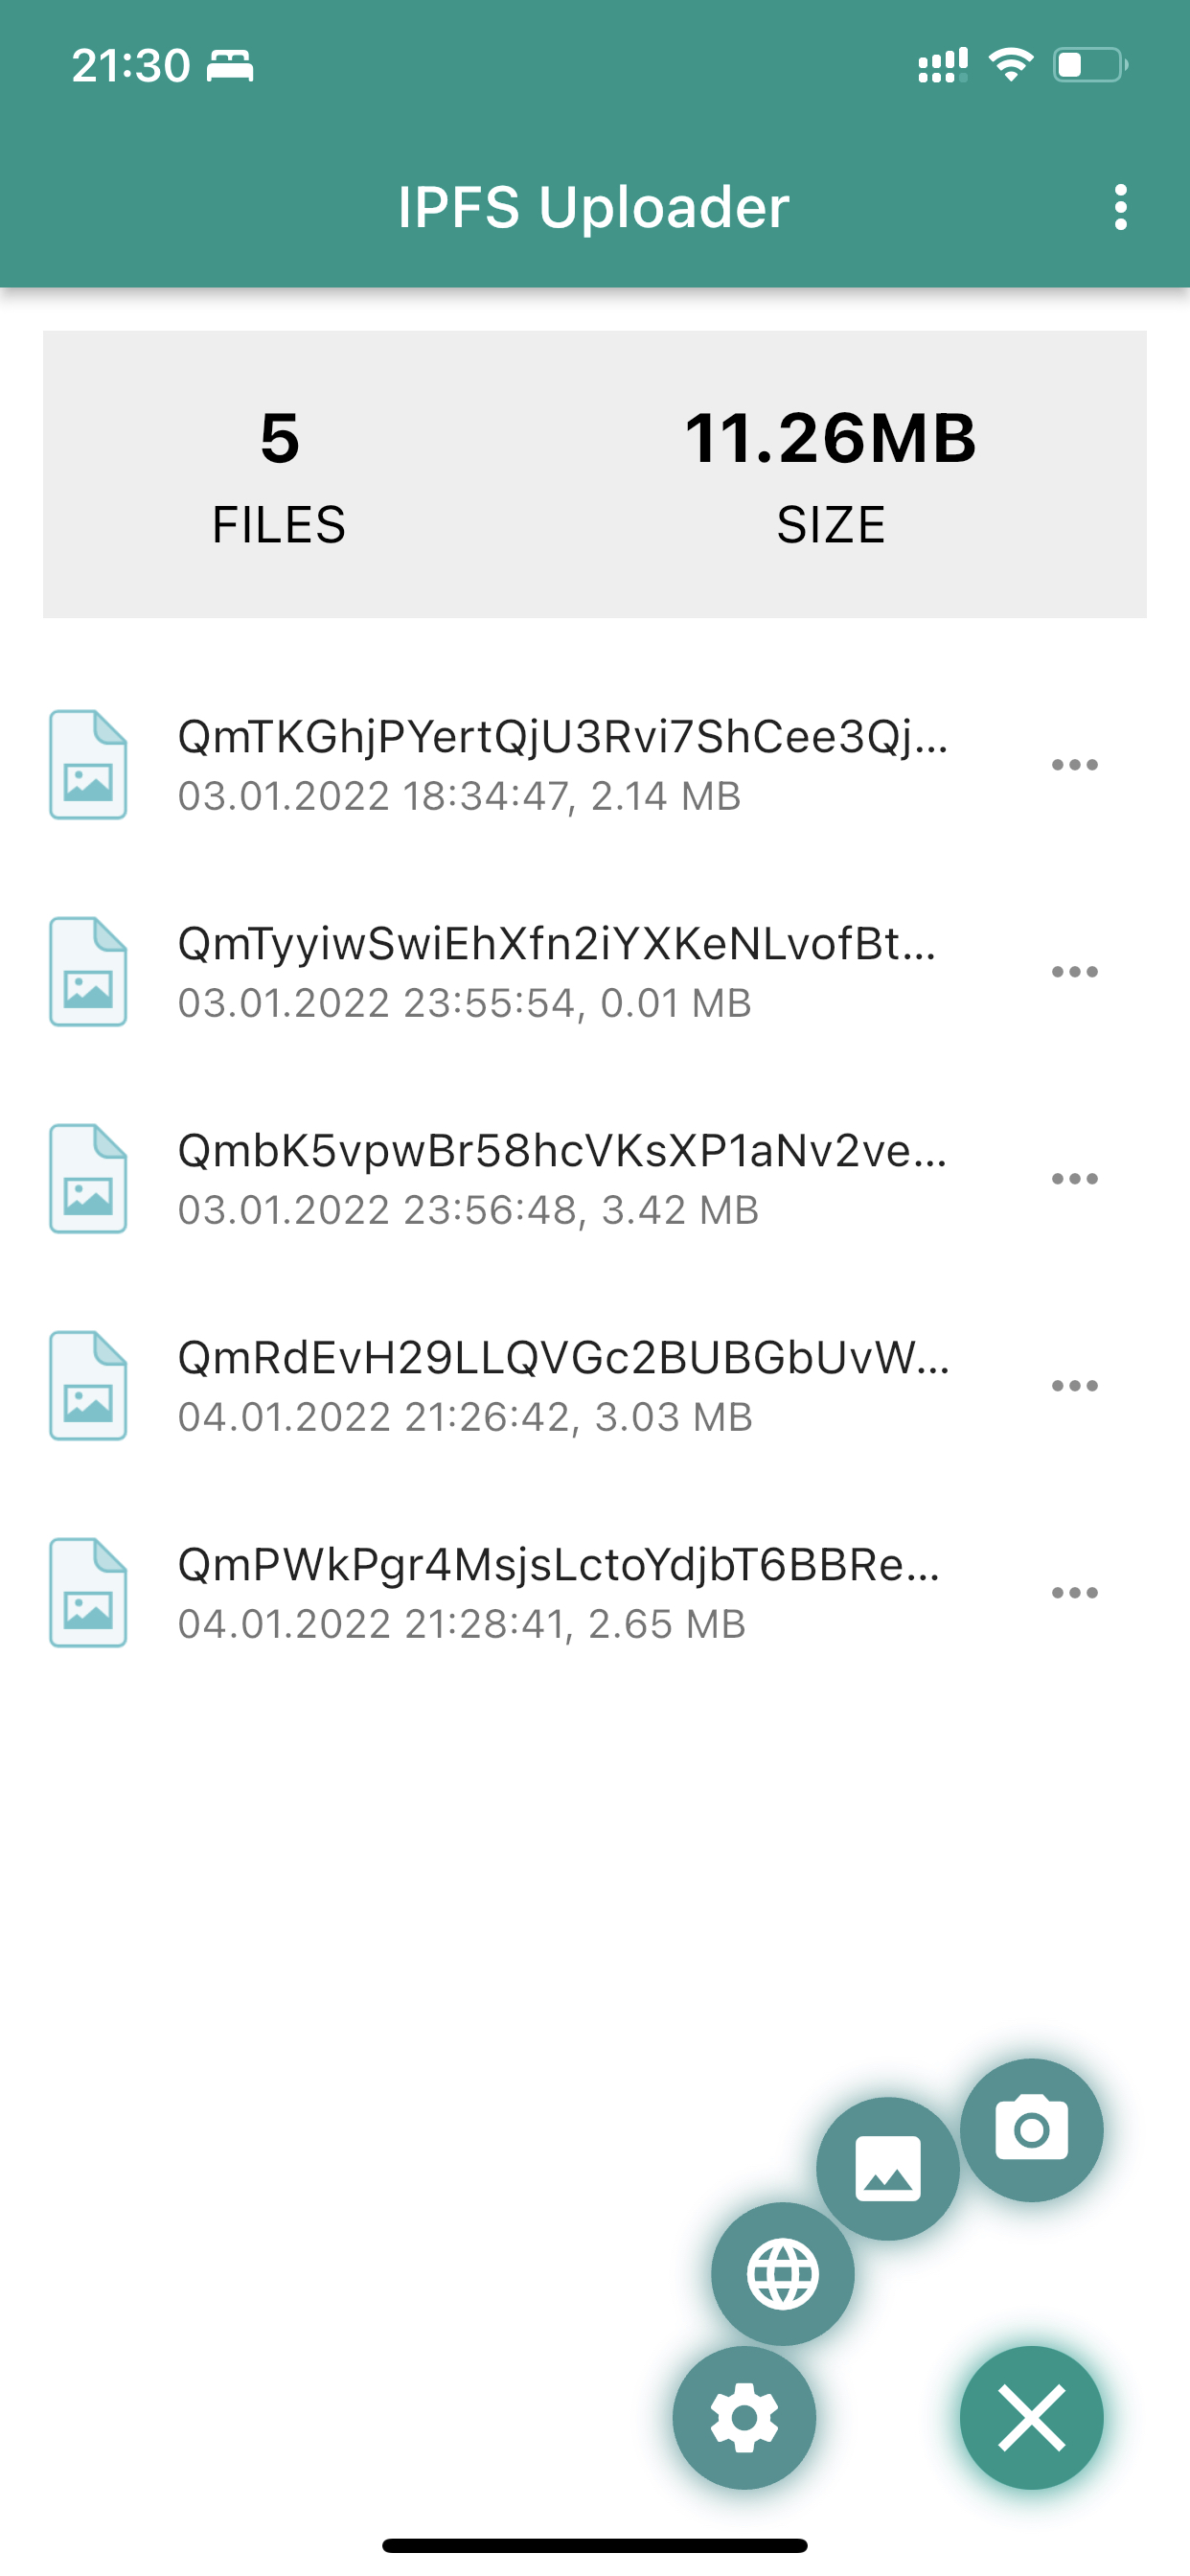 21:30
IPFS Uploader
5
11.26MB
FILES
SIZE
QmTKGhjPYertQjU3Rvi7ShCee3Qj...
03.01.2022 18:34:47, 2.14 MB
QmTyyiwSwiEhXfn2iYXKeNLvofBt...
03.01.2022 23:55:54, 0.01 MB
QmbK5vpwBr58hcVKsXP1aNv2ve...
03.01.2022 23:56:48, 3.42 MB
QmRdEvH29LLQVGc2BUBGbUvW...
04.01.2022 21:26:42, 3.03 MB
QmPWkPgr4MsjsLctoYdjbT6BBRe...
04.01.2022 21:28:41, 2.65 MB